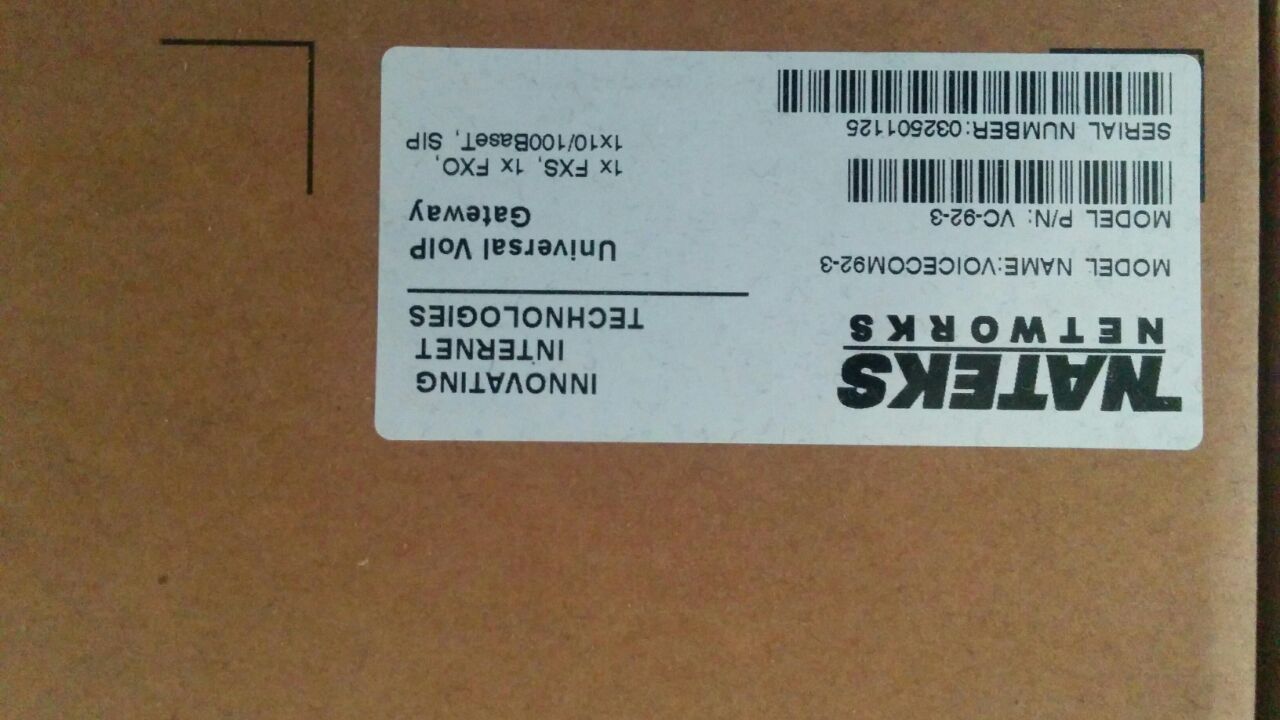 NATEKS
NETWORKS
MODEL NAME:VOICECOM92-3
MODEL P/N: VC-92-3
SERIAL NUMBER:032501125
INNOVATING
INTERNET
TECHNOLOGIES
Universal VoIP
Gateway
1x FXS, 1x FXO,
1x10/100BaseT, SIP